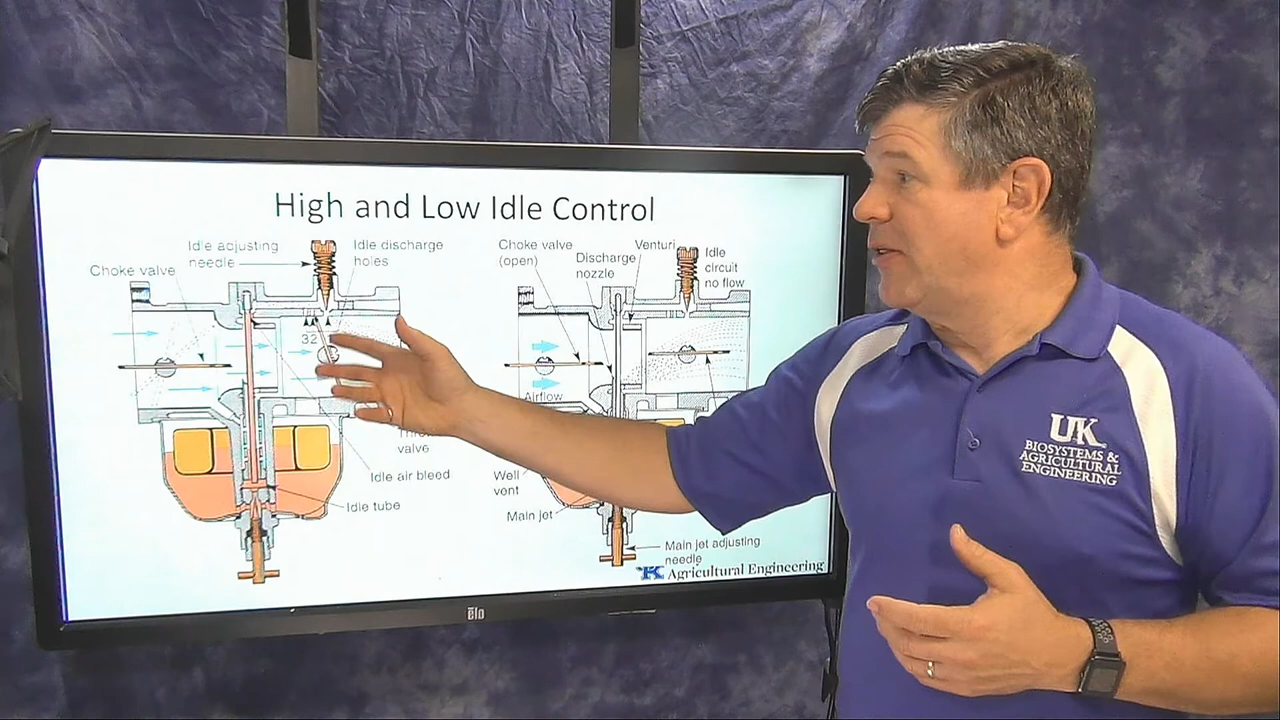 High and Low Idle Control
Idle adjusting
needle
Idle discharge
holes
Choke valve
32
valve
Idle air bleed
Idle tube
Choke valve
(open)
Discharge
nozzle
Venturi
Idle
circuit
no flow
Airflow
Well
vent
Main jet
Main jet adjusting
needle
UK Agricultural Engineering
elo
UK
BIOSYSTEMS &
AGRICULTURAL
ENGINEERING